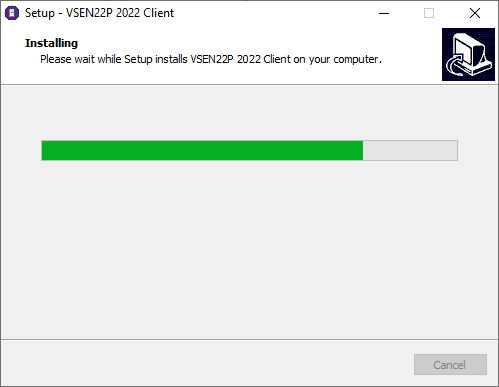 Setup - VSEN22P 2022 Client
Installing
Please wait while Setup installs VSEN22P 2022 Client on your computer.
Cancel